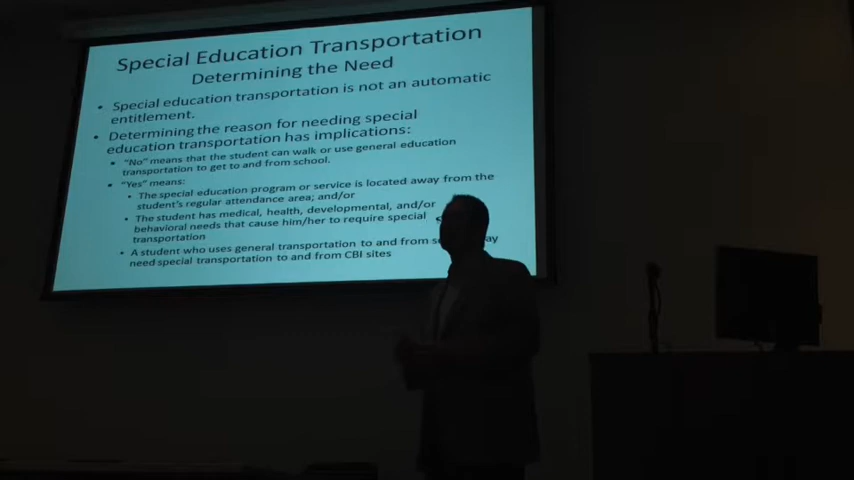 Special Education Transportation
Determining the Need
• Special education transportation is not an automatic
entitlement.
• Determining the reason for needing special
education transportation has implications:
• "No" means that the student can walk or use general education
transportation to get to and from school.
• "Yes" means:
• The special education program or service is located away from the
student's regular attendance area; and/or
• The student has medical, health, developmental, and/or
behavioral needs that cause him/her to require special
transportation
• A student who uses general transportation to and from
need special transportation to and from CBI sites